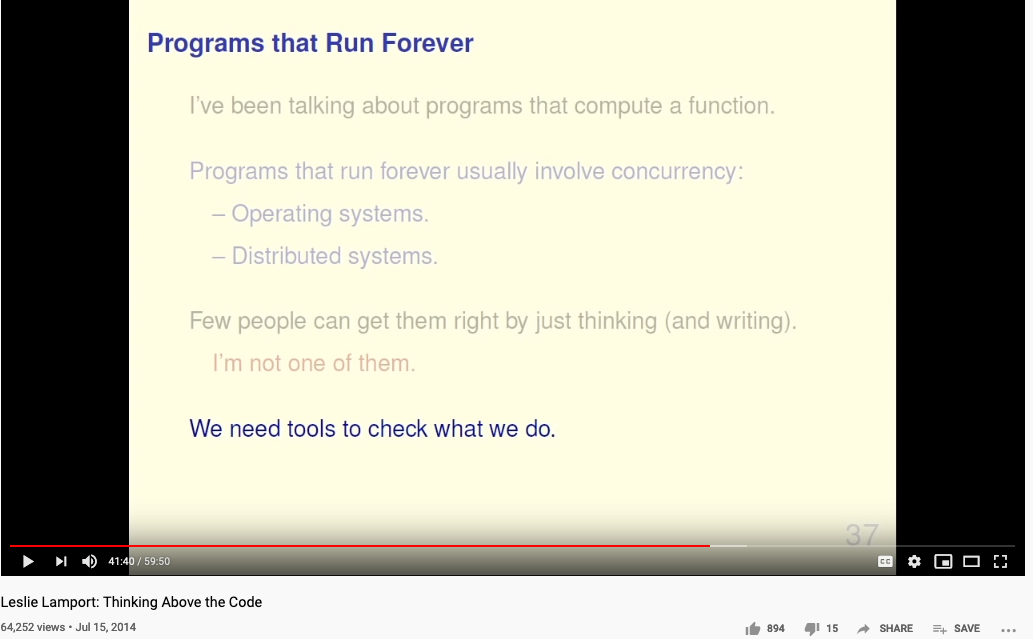 Programs that Run Forever
I've been talking about programs that compute a function.
Programs that run forever usually involve concurrency:
– Operating systems.
– Distributed systems.
Few people can get them right by just thinking (and writing).
I'm not one of them.
We need tools to check what we do.
37
41:40 / 59:50
CC
Leslie Lamport: Thinking Above the Code
64,252 views • Jul 15, 2014
894 15 SHARE SAVE